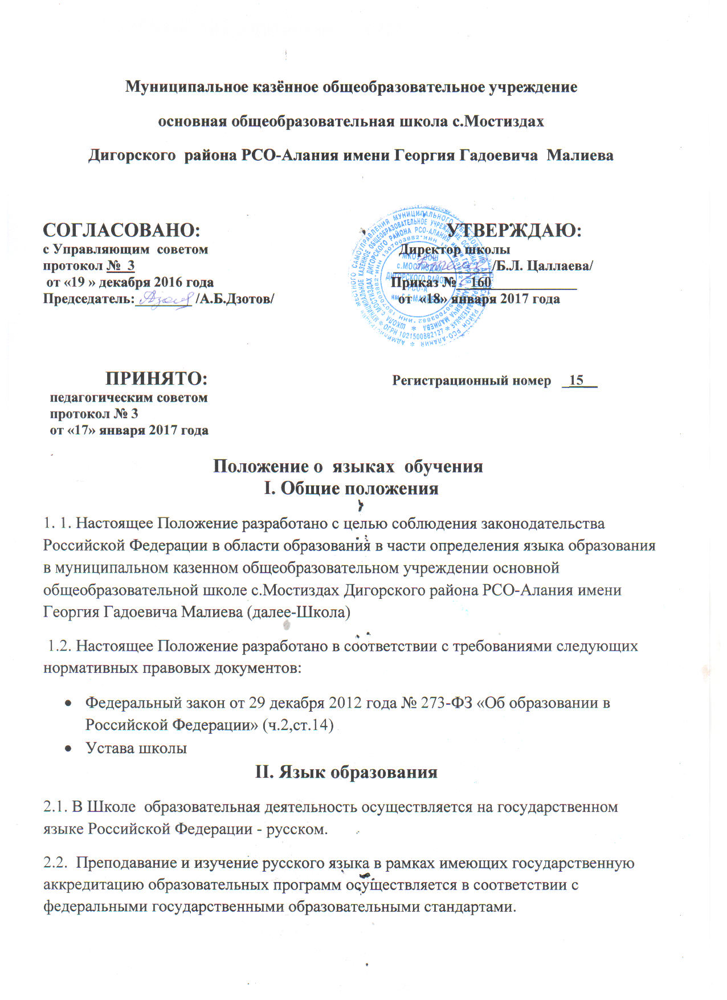 Муниципальное казённое общеобразовательное учреждение
основная общеобразовательная школа с.Мостиздах
Дигорского района РСО-Алания имени Георгия Гадоевича Малиева
СОГЛАСОВАНО:
с Управляющим советом
протокол № 3
от «19 » декабря 2016 года
Председатель:________ /А.Б.Дзотов/
УТВЕРЖДАЮ:
Директор школы
/Б.Л. Цаллаева/
Приказ №__160____________
от «18» января 2017 года
ПРИНЯТО:
педагогическим советом
протокол № 3
от «17» января 2017 года
Регистрационный номер _15__
Положение о языках обучения
I. Общие положения
1. 1. Настоящее Положение разработано с целью соблюдения законодательства
Российской Федерации в области образования в части определения языка образования
в муниципальном казенном общеобразовательном учреждении основной
общеобразовательной школе с.Мостиздах Дигорского района РСО-Алания имени
Георгия Гадоевича Малиева (далее-Школа)
1.2. Настоящее Положение разработано в соответствии с требованиями следующих
нормативных правовых документов:
• Федеральный закон от 29 декабря 2012 года № 273-ФЗ «Об образовании в
Российской Федерации» (ч.2,ст.14)
• Устава школы
II. Язык образования
2.1. В Школе образовательная деятельность осуществляется на государственном
языке Российской Федерации - русском.
2.2. Преподавание и изучение русского языка в рамках имеющих государственную
аккредитацию образовательных программ осуществляется в соответствии с
федеральными государственными образовательными стандартами.